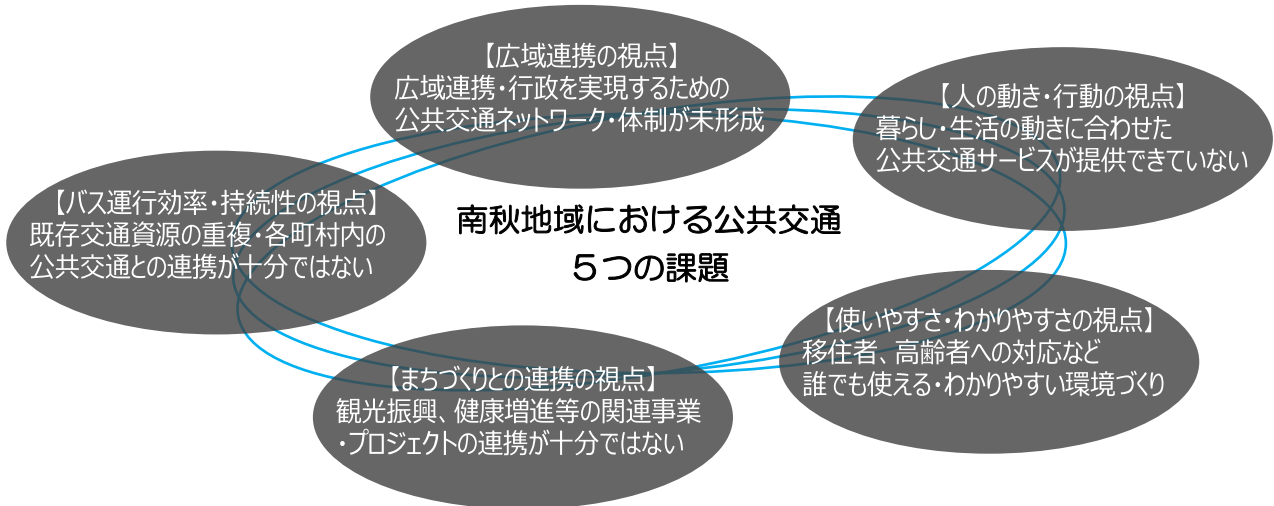 【広域連携の視点】
広域連携・行政を実現するための
公共交通ネットワーク・体制が未形成
【人の動き・行動の視点】
暮らし・生活の動きに合わせた
公共交通サービスが提供できていない
【バス運行効率・持続性の視点】
既存交通資源の重複・各町村内の
公共交通との連携が十分ではない
南秋地域における公共交通
５つの課題
【使いやすさ・わかりやすさの視点】
移住者、高齢者への対応など
誰でも使える・わかりやすい環境づくり
【まちづくりとの連携の視点】
観光振興、健康増進等の関連事業
・プロジェクトの連携が十分ではない